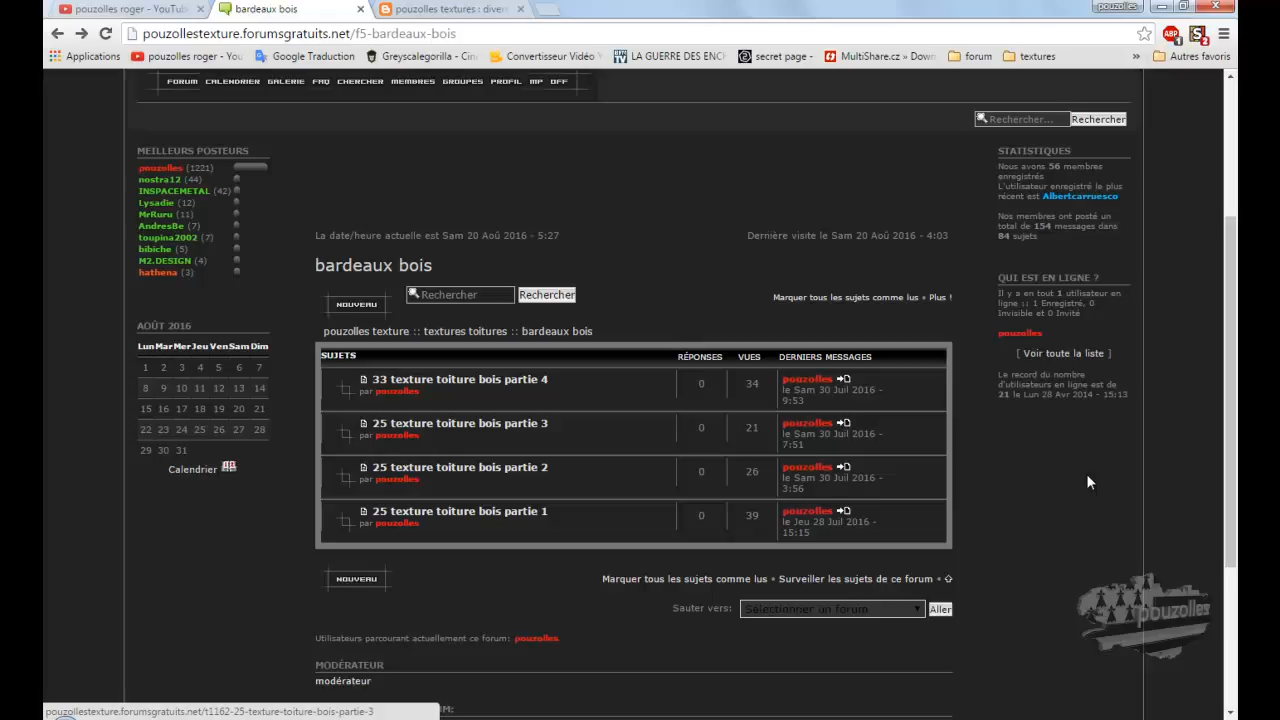 pouzolles roger - YouTub
bardeaux bois
pouzolles textures : diver
pouzolles
pouzollestexture.forumsgratuits.net/f5-bardeaux-bois
ABP 1
S 2
Applications
pouzolles roger - You
Google Traduction
Greyscalegorilla - Cin
Convertisseur Vidéo
LA GUERRE DES ENCH
secret page -
MultiShare.cz » Down
forum
textures
»
Autres favoris
FORUM CALENDRIER GALERIE FAQ CHERCHER MEMBRES GROUPES PROFIL MP OFF
Rechercher... Rechercher
MEILLEURS POSTEURS
pouzolles (1221)
nostra12 (44)
INSPACEMETAL (42)
Lysadie (12)
MrRuru (11)
AndresBe (7)
toupina2002 (7)
bibiche (5)
M2.DESIGN (4)
hathena (3)
AOÛT 2016
Lun Mar Mer Jeu Ven Sam Dim
1 2 3 4 5 6 7
8 9 10 11 12 13 14
15 16 17 18 19 20 21
22 23 24 25 26 27 28
29 30 31
Calendrier
La date/heure actuelle est Sam 20 Aoû 2016 - 5:27
Dernière visite le Sam 20 Aoû 2016 - 4:03
bardeaux bois
NOUVEAU
Rechercher Rechercher
Marquer tous les sujets comme lus • Plus !
pouzolles texture :: textures toitures :: bardeaux bois
SUJETS RÉPONSES VUES DERNIERS MESSAGES
33 texture toiture bois partie 4
par pouzolles
0 34
pouzolles
le Sam 30 Juil 2016 -
9:53
25 texture toiture bois partie 3
par pouzolles
0 21
pouzolles
le Sam 30 Juil 2016 -
7:51
25 texture toiture bois partie 2
par pouzolles
0 26
pouzolles
le Sam 30 Juil 2016 -
3:56
25 texture toiture bois partie 1
par pouzolles
0 39
pouzolles
le Jeu 28 Juil 2016 -
15:15
NOUVEAU
Marquer tous les sujets comme lus • Surveiller les sujets de ce forum •
Sauter vers: Sélectionner un forum Aller
Utilisateurs parcourant actuellement ce forum: pouzolles
MODÉRATEUR
modérateur
STATISTIQUES
Nous avons 56 membres
enregistrés
L'utilisateur enregistré le plus
récent est Albertcarruesco
Nos membres ont posté un
total de 154 messages dans
84 sujets
QUI EST EN LIGNE ?
Il y a en tout 1 utilisateur en
ligne :: 1 Enregistré, 0
Invisible et 0 Invité
pouzolles
[ Voir toute la liste ]
Le record du nombre
d'utilisateurs en ligne est de
21 le Lun 28 Avr 2014 - 15:13
pouzolles
pouzollestexture.forumsgratuits.net/t1162-25-texture-toiture-bois-partie-3